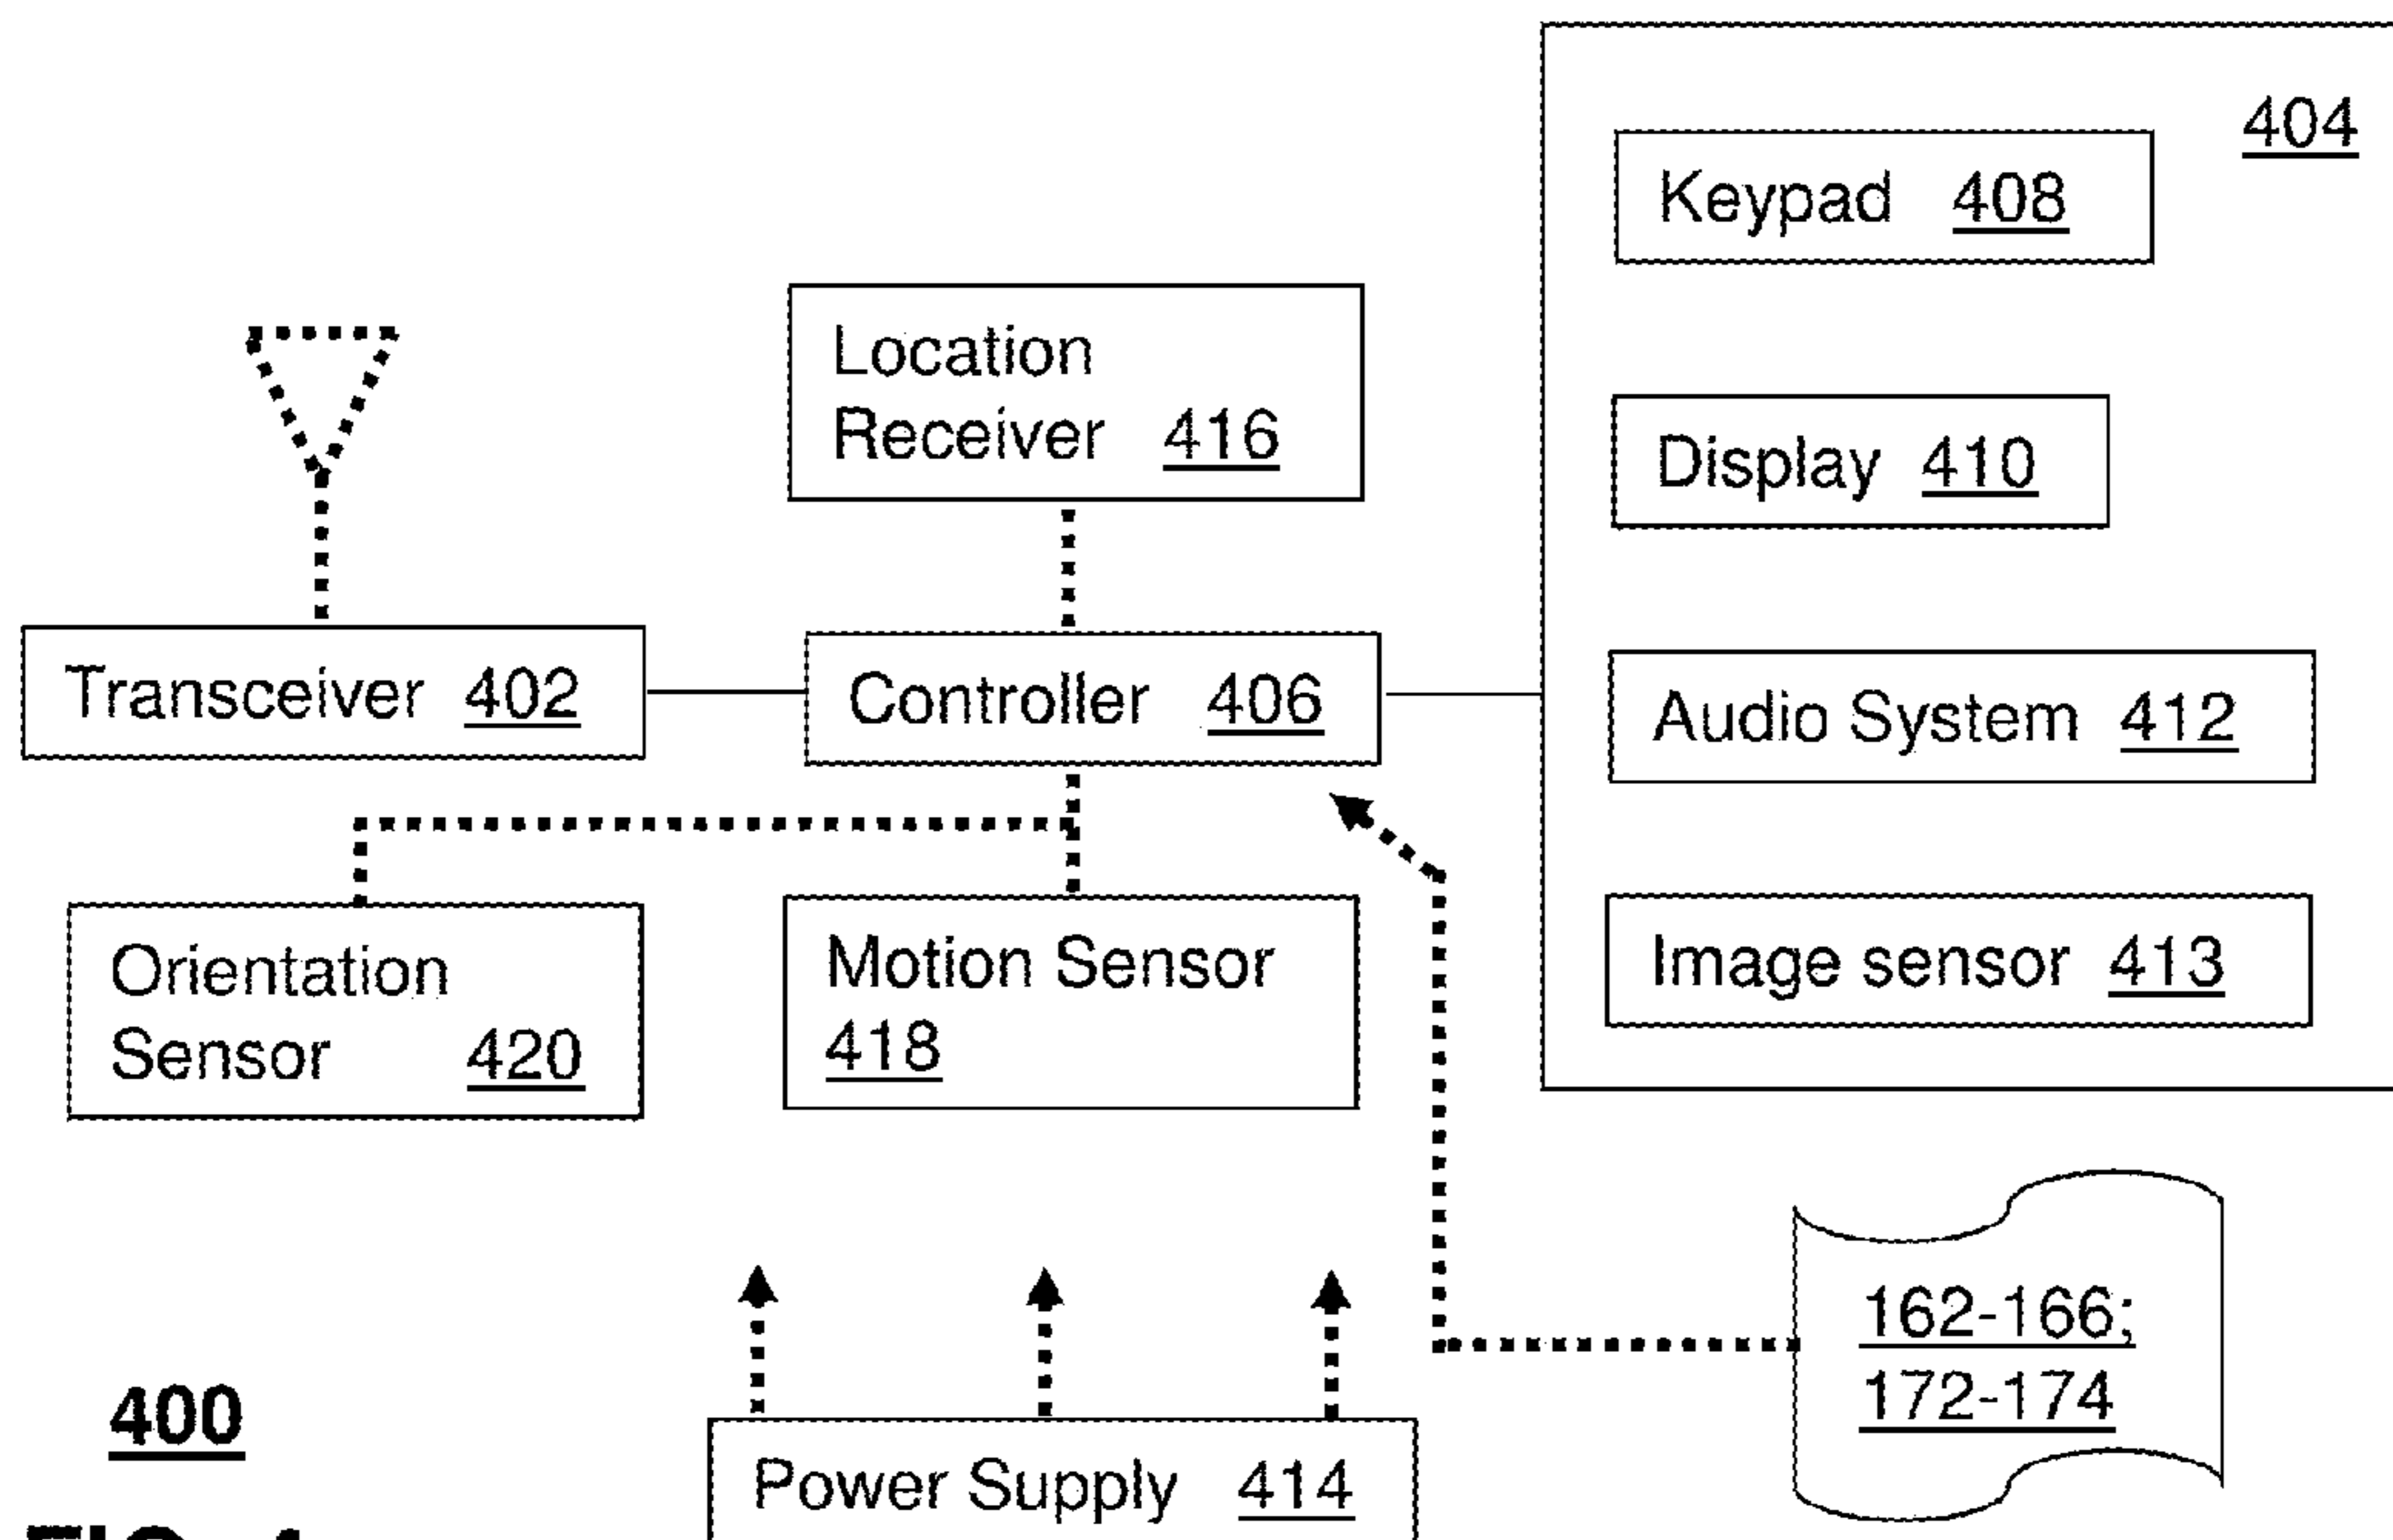 404
Keypad 408
Location
Receiver 416
Display 410
Transceiver 402
Controller 406
Audio System 412
Orientation
Sensor 420
Motion Sensor
418
Image sensor 413
162-166;
172-174
400
Power Supply 414